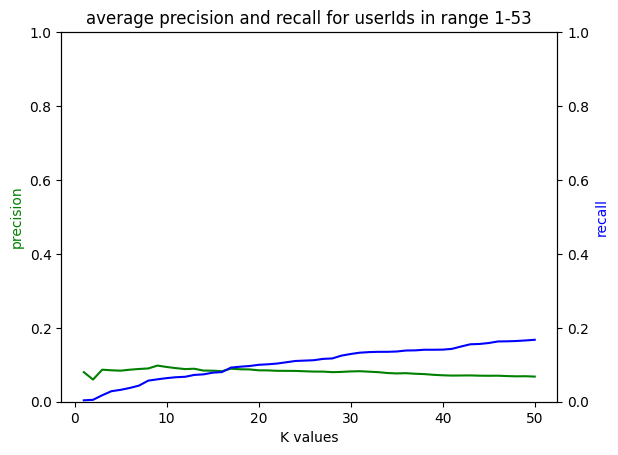 average precision and recall for userIds in range 1-53
1.0
0.8
0.6
0.4
0.2
0.0
precision
1.0
0.8
0.6
0.4
0.2
0.0
recall
0 10 20 30 40 50
K values